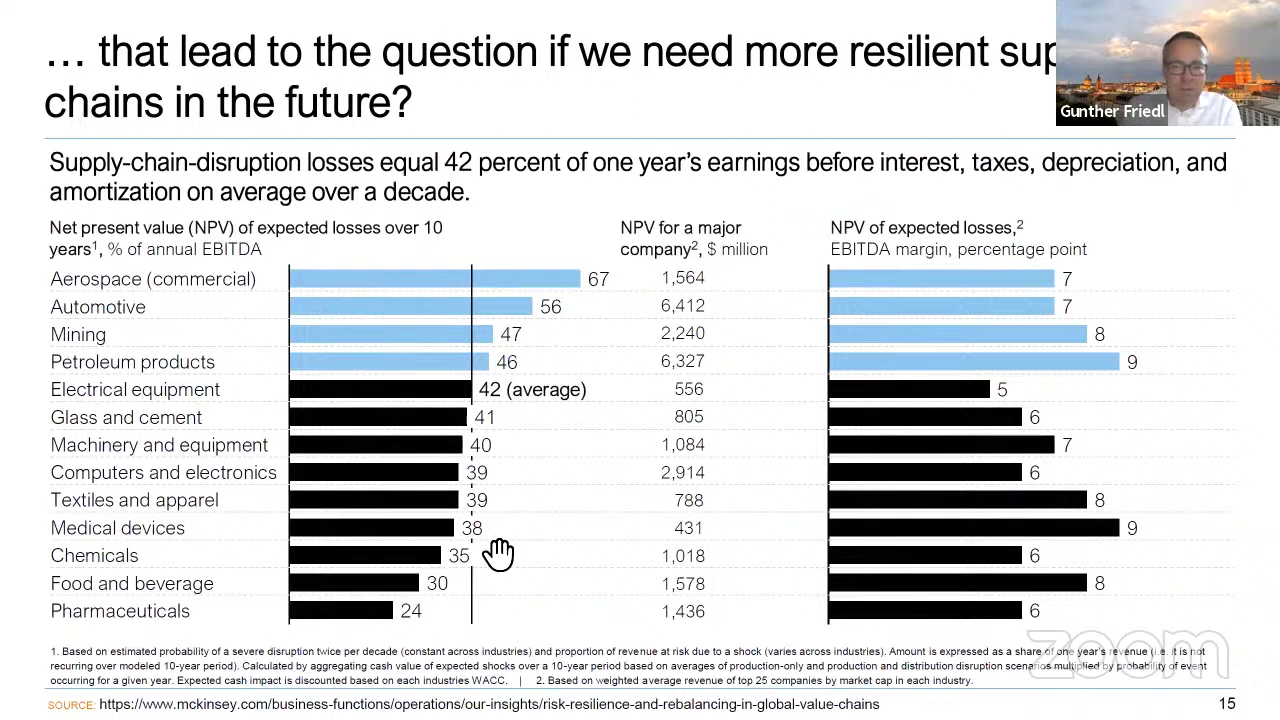 … that lead to the question if we need more resilient sup
chains in the future?
Gunther Friedl
Supply-chain-disruption losses equal 42 percent of one year’s earnings before interest, taxes, depreciation, and
amortization on average over a decade.
Net present value (NPV) of expected losses over 10
years1, % of annual EBITDA
NPV for a major
company2, $ million
NPV of expected losses,2
EBITDA margin, percentage point
Aerospace (commercial) 67 1,564 7
Automotive 56 6,412 7
Mining 47 2,240 8
Petroleum products 46 6,327 9
Electrical equipment 42 (average) 556 5
Glass and cement 41 805 6
Machinery and equipment 40 1,084 7
Computers and electronics 39 2,914 6
Textiles and apparel 39 788 8
Medical devices 38 431 9
Chemicals 35 1,018 6
Food and beverage 30 1,578 8
Pharmaceuticals 24 1,436 6
zoom
1. Based on estimated probability of a severe disruption twice per decade (constant across industries) and proportion of revenue at risk due to a shock (varies across industries). Amount is expressed as a share of one year’s revenue (i.e. it is not
recurring over modeled 10-year period). Calculated by aggregating cash value of expected shocks over a 10-year period based on averages of production-only and production and distribution disruption scenarios multiplied by probability of event
occurring for a given year. Expected cash impact is discounted based on each industries WACC. | 2. Based on weighted average revenue of top 25 companies by market cap in each industry.
SOURCE: https://www.mckinsey.com/business-functions/operations/our-insights/risk-resilience-and-rebalancing-in-global-value-chains 15